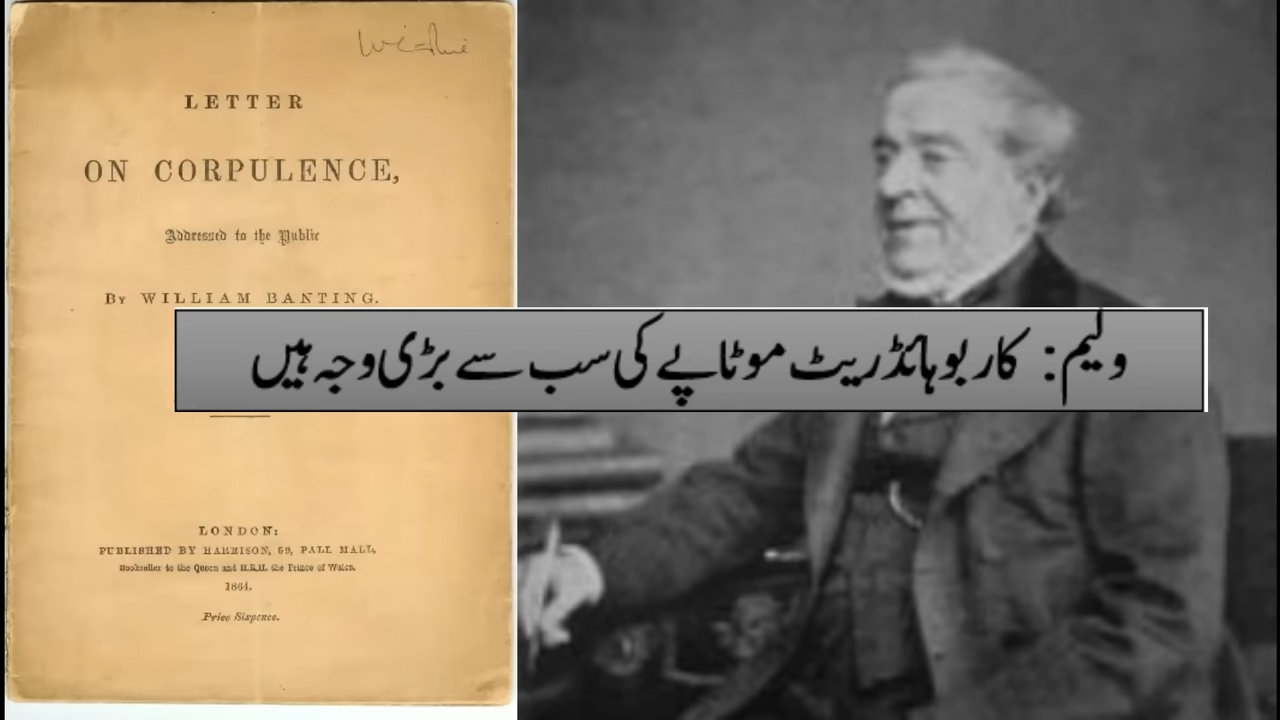 LETTER
ON CORPULENCE,
Addressed to the Public
By WILLIAM BANTING.
ولیم: کاربوہائڈریٹ موٹاپے کی سب سے بڑی وجہ ہیں
LONDON:
PUBLISHED BY HARRISON, 59, PALL MALL,
Bookseller to the Queen and H.R.H. the Prince of Wales.
1864.
Price Sixpence.